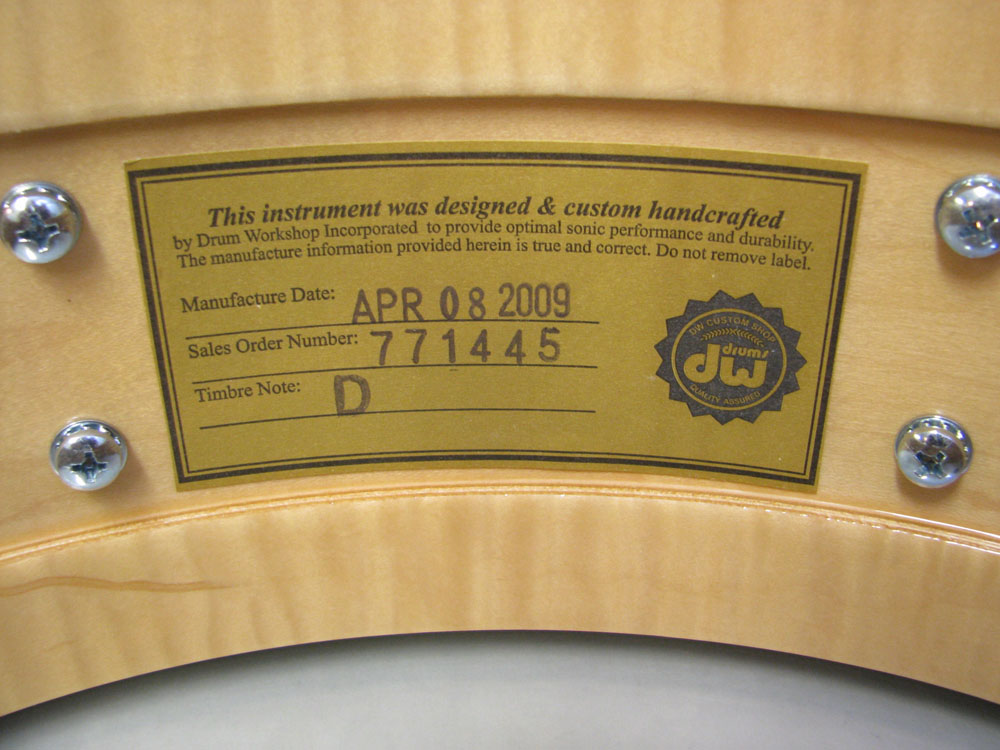 This instrument was designed & custom handcrafted
by Drum Workshop Incorporated to provide optimal sonic performance and durability.
The manufacture information provided herein is true and correct. Do not remove label.
Manufacture Date: APR 08 2009
Sales Order Number: 771445
Timbre Note: D
DW CUSTOM SHOP
drums
dw
QUALITY ASSURED